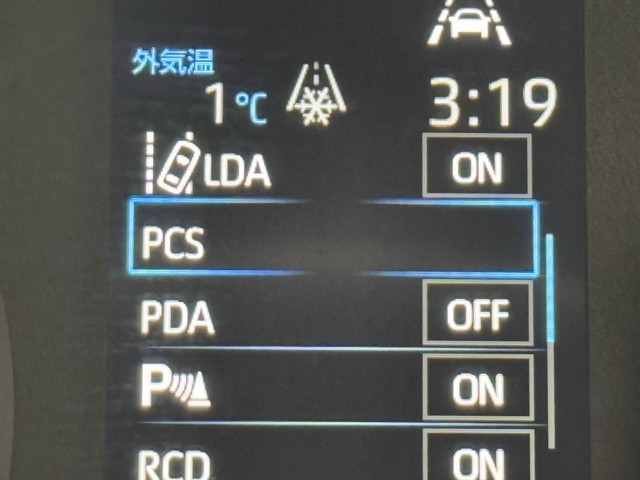 外気温
1℃
3:19
LDA ON
PCS
PDA OFF
P ON
RCD ON